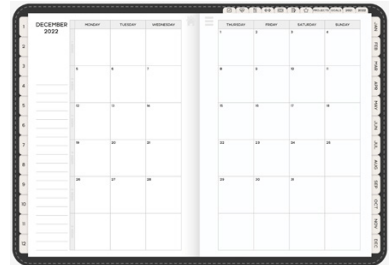 DECEMBER
2022
MONDAY TUESDAY WEDNESDAY
THURSDAY FRIDAY SATURDAY SUNDAY
1 2 3 4
5 6 7
8 9 10 11
12 13 14
15 16 17 18
19 20 21
22 23 24 25
26 27 28
29 30 31
JAN
FEB
MAR
APR
MAY
JUN
JUL
AUG
SEP
OCT
NOV
DEC